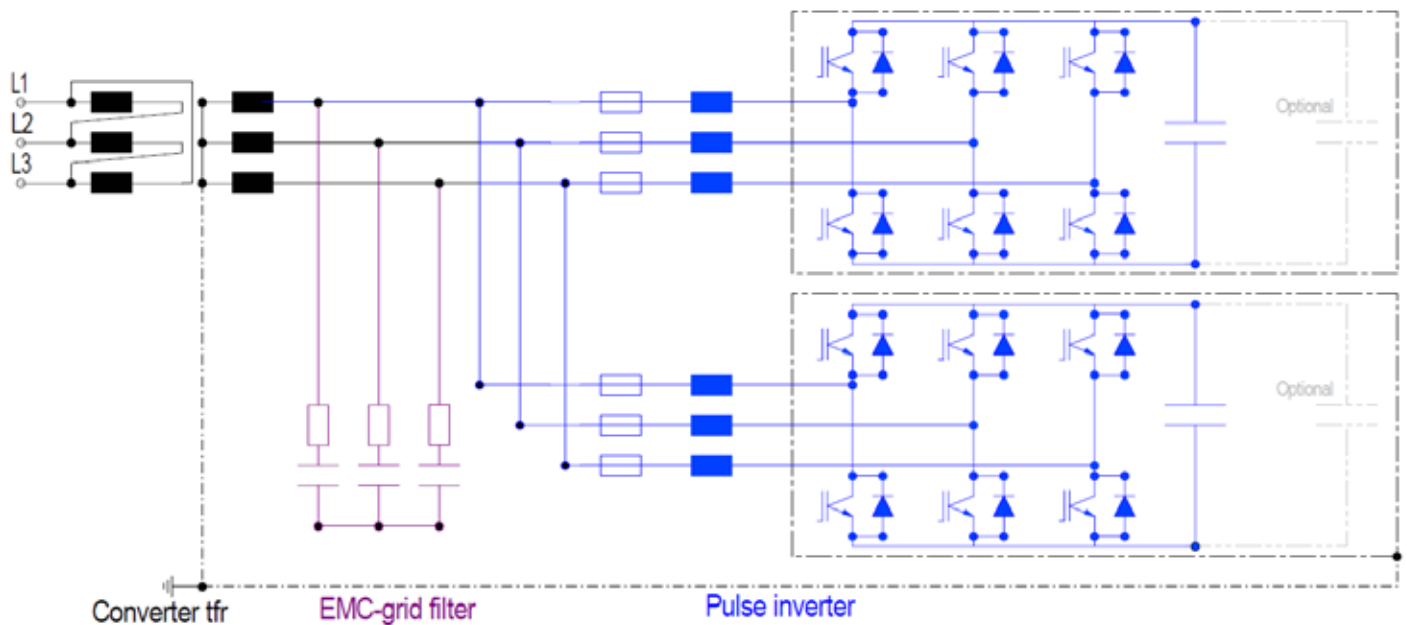 L1
L2
L3
Optional
Optional
Converter tfr
EMC-grid filter
Pulse inverter